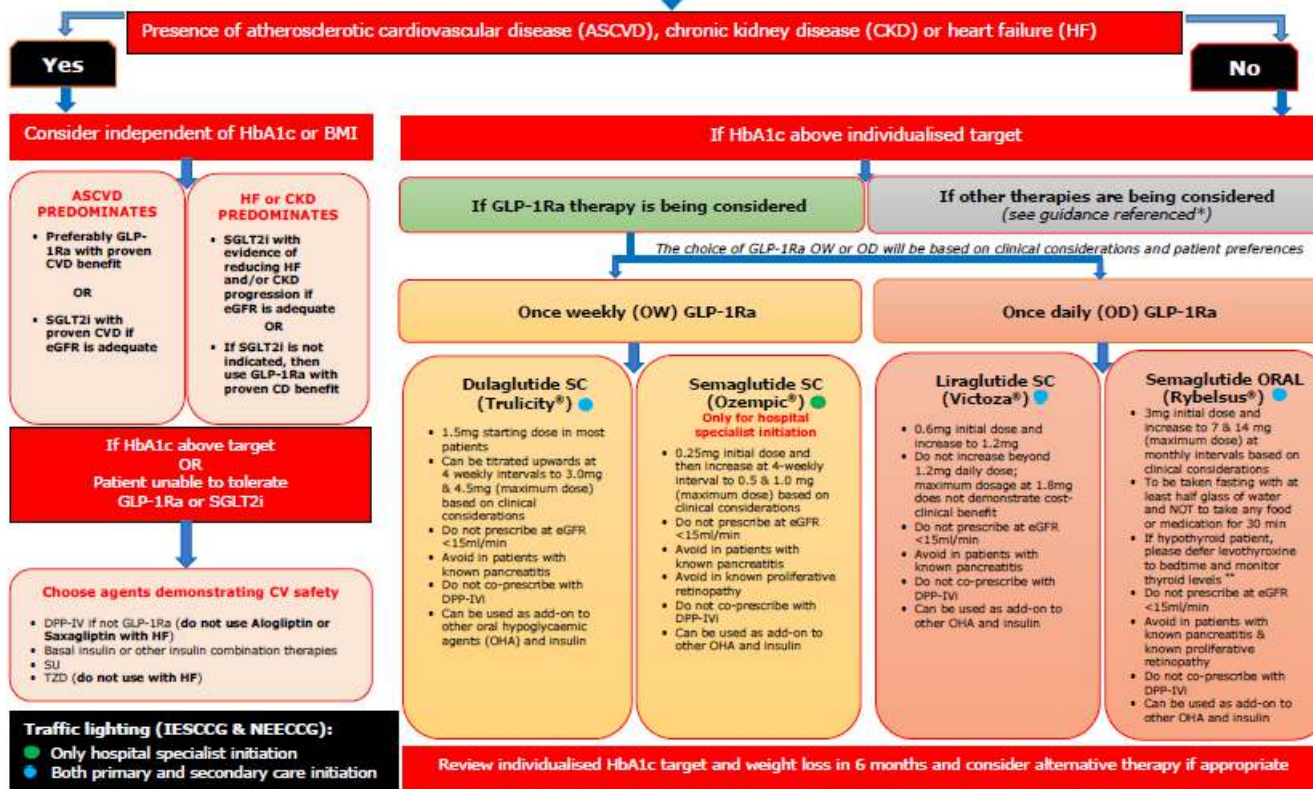 Presence of atherosclerotic cardiovascular disease (ASCVD), chronic kidney disease (CKD) or heart failure (HF)
Yes
No
Consider independent of HbA1c or BMI
ASCVD
PREDOMINATES
• Preferably GLP-
1Ra with proven
CVD benefit
OR
• SGLT2i with
proven CVD if
eGFR is adequate
HF or CKD
PREDOMINATES
• SGLT2i with
evidence of
reducing HF
and/or CKD
progression if
eGFR is adequate
OR
• If SGLT2i is not
indicated, then
use GLP-1Ra with
proven CD benefit
If HbA1c above target
OR
Patient unable to tolerate
GLP-1Ra or SGLT2i
Choose agents demonstrating CV safety
• DPP-IV if not GLP-1Ra (do not use Alogliptin or
Saxagliptin with HF)
• Basal insulin or other insulin combination therapies
• SU
• TZD (do not use with HF)
Traffic lighting (IESCCG & NEECCG):
Only hospital specialist initiation
Both primary and secondary care initiation
If HbA1c above individualised target
If GLP-1Ra therapy is being considered
If other therapies are being considered
(see guidance referenced*)
The choice of GLP-1Ra OW or OD will be based on clinical considerations and patient preferences
Once weekly (OW) GLP-1Ra
Once daily (OD) GLP-1Ra
Dulaglutide SC
(Trulicity®)
• 1.5mg starting dose in most
patients
• Can be titrated upwards at
4 weekly intervals to 3.0mg
& 4.5mg (maximum dose)
based on clinical
considerations
• Do not prescribe at eGFR
<15ml/min
• Avoid in patients with
known pancreatitis
• Do not co-prescribe with
DPP-IVi
• Can be used as add-on to
other oral hypoglycaemic
agents (OHA) and insulin
Semaglutide SC
(Ozempic®)
Only for hospital
specialist initiation
• 0.25mg initial dose and
then increase at 4-weekly
interval to 0.5 & 1.0 mg
(maximum dose) based on
clinical considerations
• Do not prescribe at eGFR
<15ml/min
• Avoid in patients with
known pancreatitis
• Avoid in known proliferative
retinopathy
• Do not co-prescribe with
DPP-IVi
• Can be used as add-on to
other OHA and insulin
Liraglutide SC
(Victoza®)
• 0.6mg initial dose and
increase to 1.2mg
• Do not increase beyond
1.2mg daily dose;
maximum dosage at 1.8mg
does not demonstrate cost-
clinical benefit
• Do not prescribe at eGFR
<15ml/min
• Avoid in patients with
known pancreatitis
• Do not co-prescribe with
DPP-IVi
• Can be used as add-on to
other OHA and insulin
Semaglutide ORAL
(Rybelsus®)
• 3mg initial dose and
increase to 7 & 14 mg
(maximum dose) at
monthly intervals based on
clinical considerations
• To be taken fasting with at
least half glass of water
and NOT to take any food
or medication for 30 min
• If hypothyroid patient,
please defer levothyroxine
to bedtime and monitor
thyroid levels **
• Do not prescribe at eGFR
<15ml/min
• Avoid in patients with
known pancreatitis &
known proliferative
retinopathy
• Do not co-prescribe with
DPP-IVi
• Can be used as add-on to
other OHA and insulin
Review individualised HbA1c target and weight loss in 6 months and consider alternative therapy if appropriate